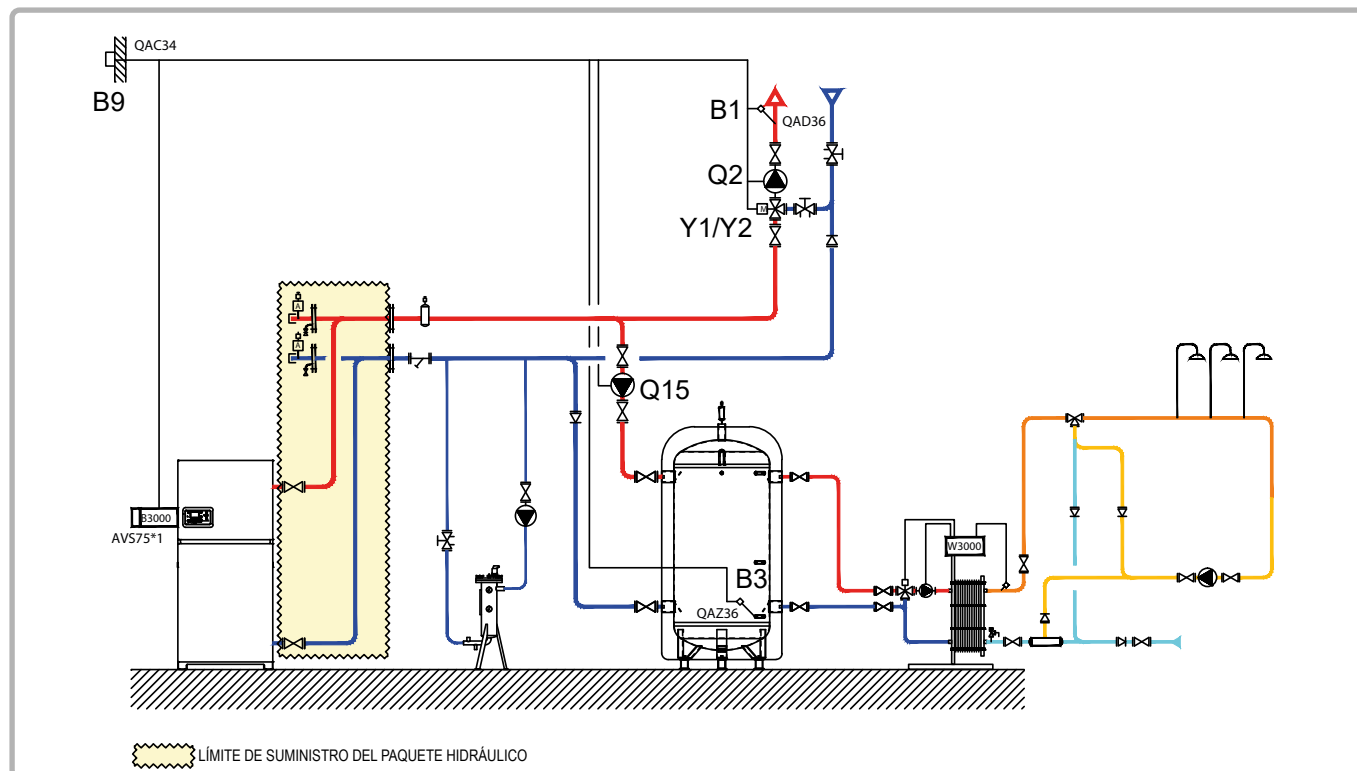 QAC34
B9
B1
QAD36
Q2
M
Y1/Y2
A
A
Q15
B3000
AVS75*1
W3000
B3
QAZ36
LÍMITE DE SUMINISTRO DEL PAQUETE HIDRÁULICO